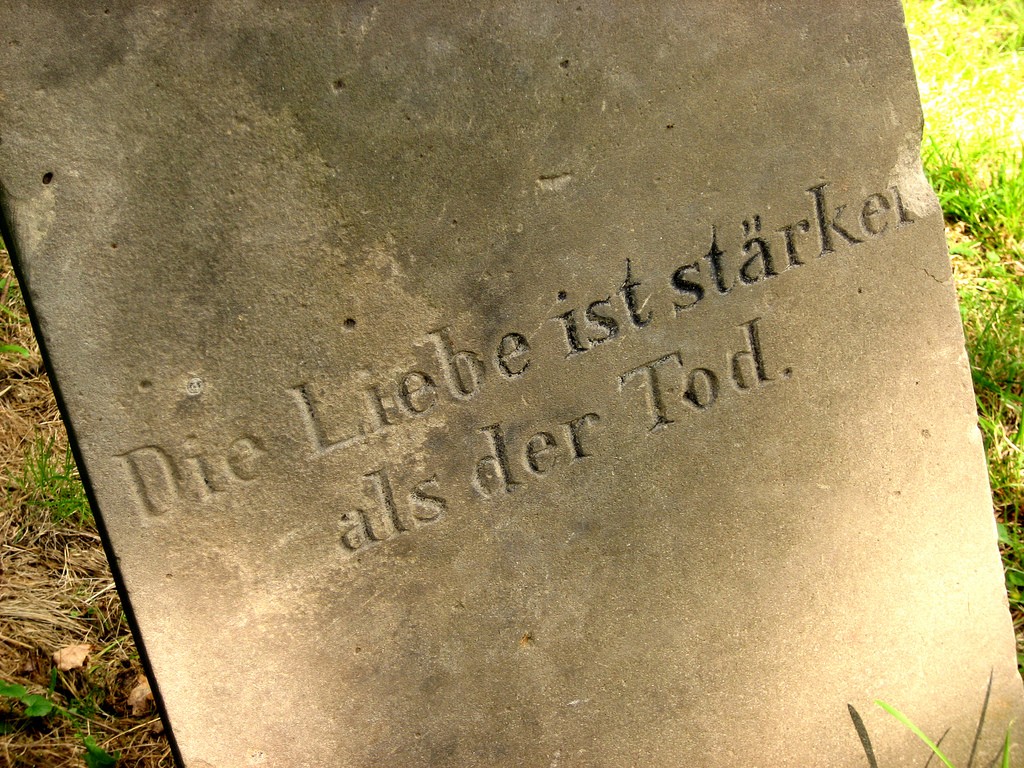 Die Liebe ist stärker
als der Tod.